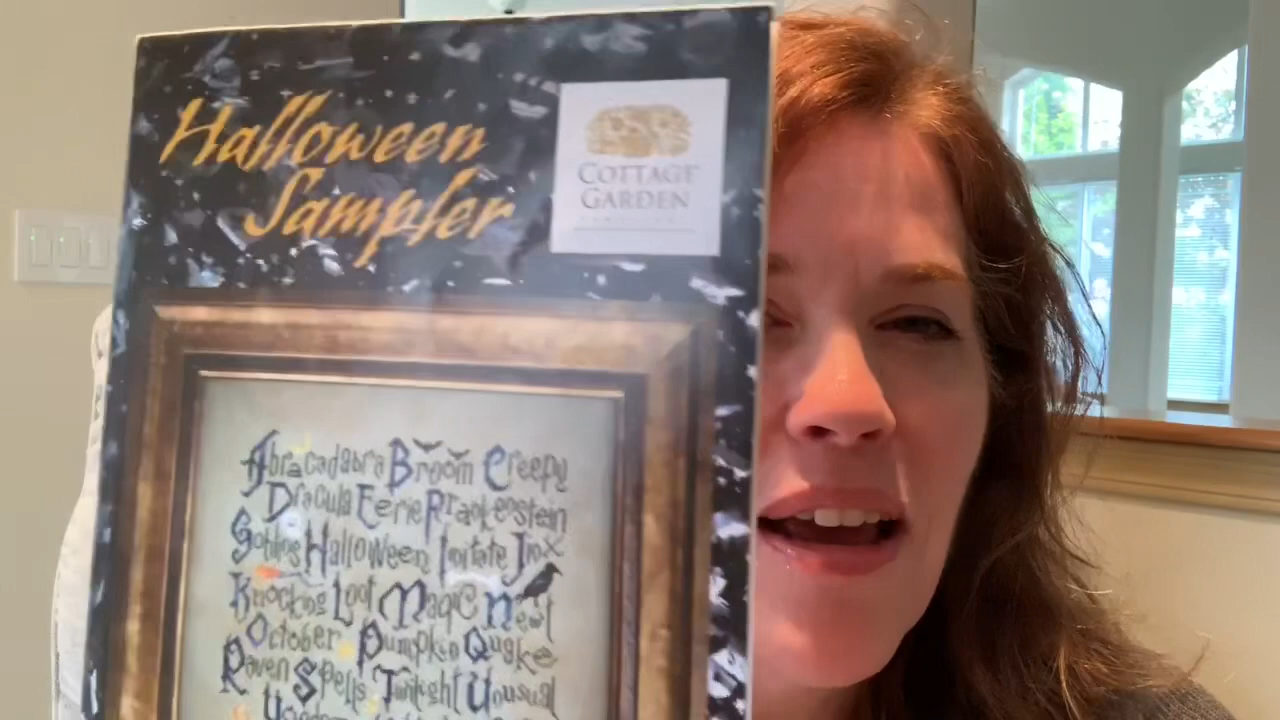 Halloween
Sampler
COTTAGE
GARDEN
Abracadabra Broom Creepy
Dracula Eerie Frankenstein
Goblins Halloween Imitate Jinx
Knocking Loot Magic Newt
October Pumpkin Quake
Raven Spells Twilight Unusual